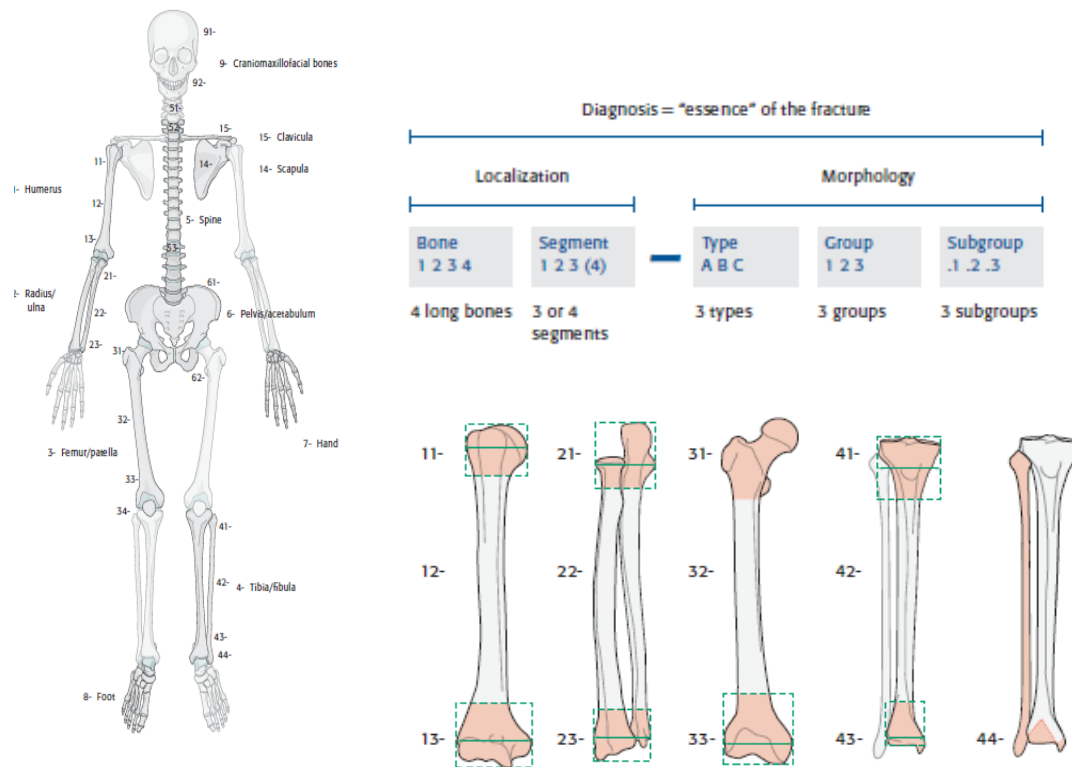 91-
9- Craniomaxillofacial bones
92-
51-
52-
15-
15- Clavicula
11-
14-
14- Scapula
- Humerus
12-
5- Spine
13-
53-
21-
61-
- Radius/
ulna
22-
6- Pelvis/acetabulum
23-
31-
62-
32-
7- Hand
3- Femur/patella
33-
34-
41-
42-
4- Tibia/fibula
43-
44-
8- Foot
Diagnosis = “essence” of the fracture
Localization
Morphology
Bone
1 2 3 4
Segment
1 2 3 (4)
Type
A B C
Group
1 2 3
Subgroup
.1 .2 .3
4 long bones
3 or 4
segments
3 types
3 groups
3 subgroups
11-
21-
31-
41-
12-
22-
32-
42-
13-
23-
33-
43-
44-